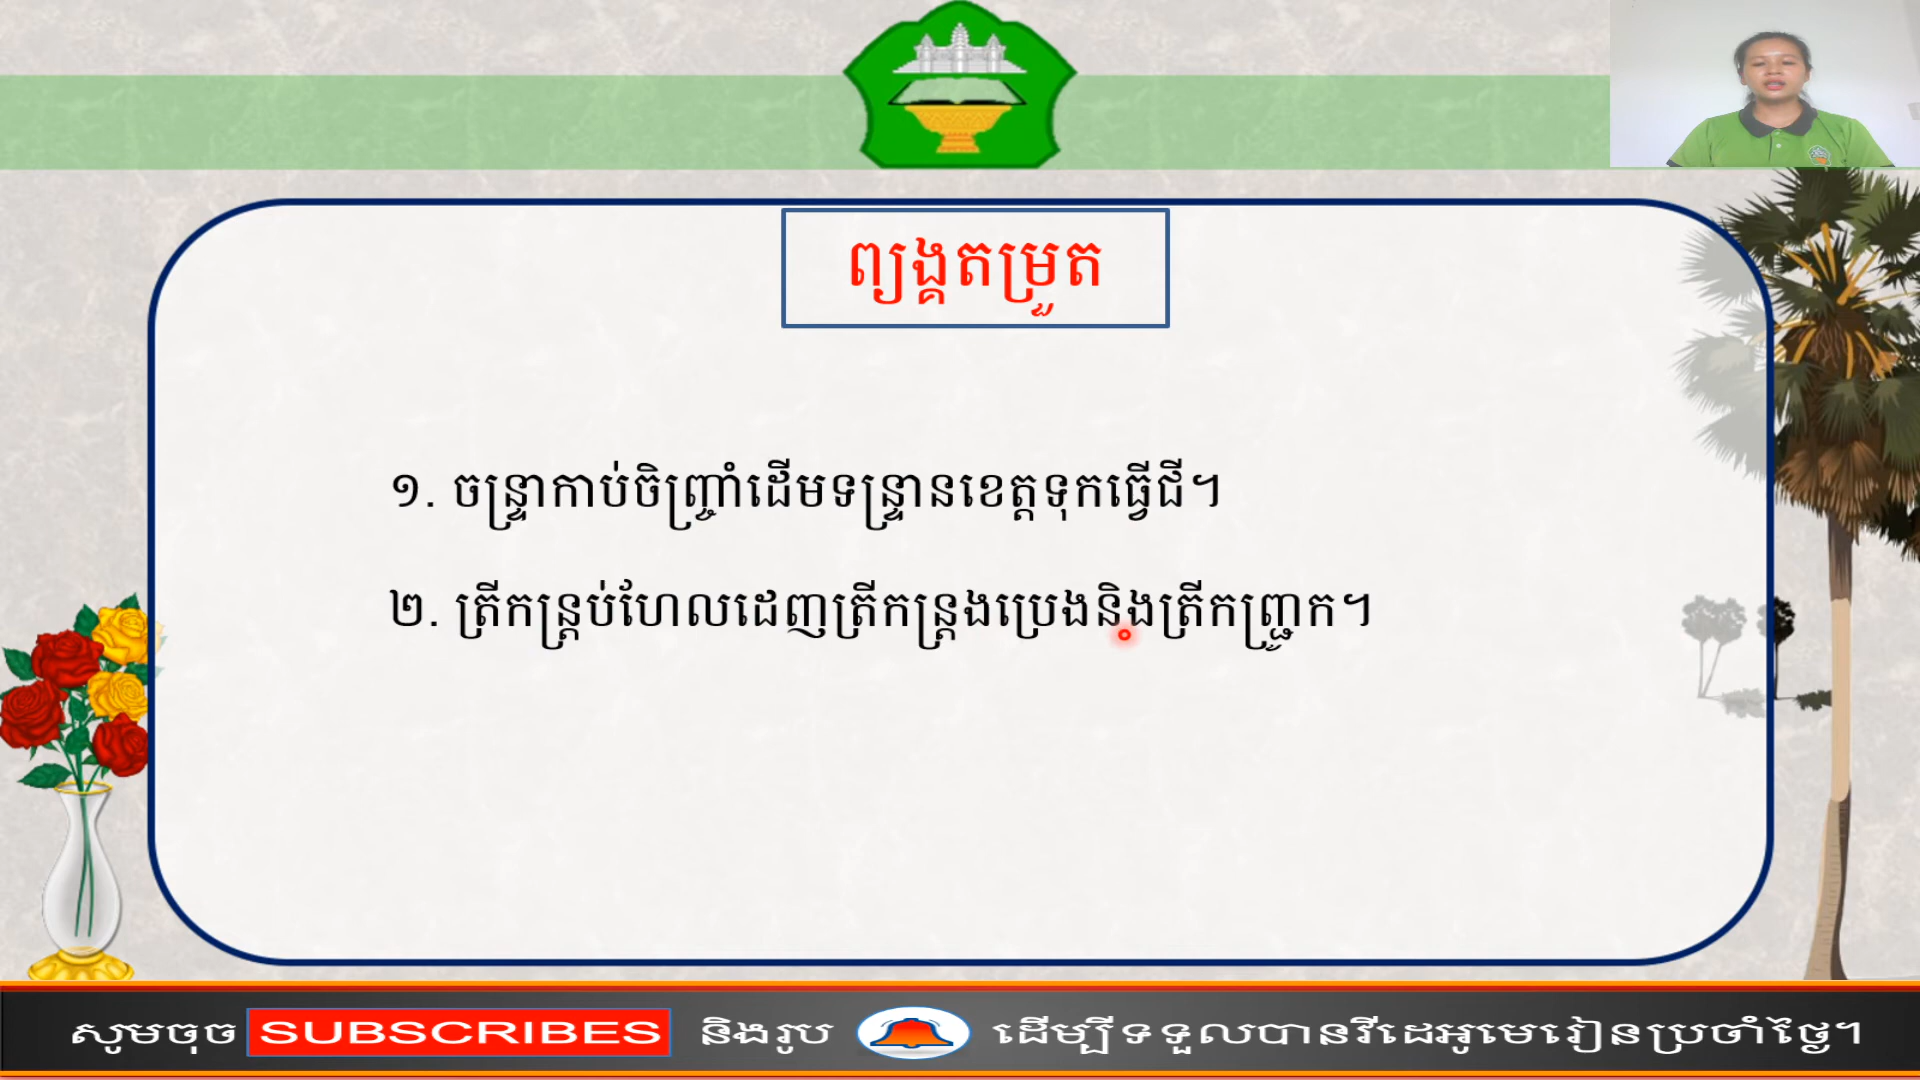 ព្យង្គតម្រួត
១. ចន្ទ្រាកាប់ចិញ្ច្រាំដើមទន្ទ្រានខេត្តទុកធ្វើជី។
២. ត្រីកន្ត្រប់ហែលដេញត្រីកន្ត្រងប្រេងនិងត្រីកញ្ជ្រូក។
សូមចុច SUBSCRIBES និងរូប ដើម្បីទទួលបានវីដេអូមេរៀនប្រចាំថ្ងៃ។